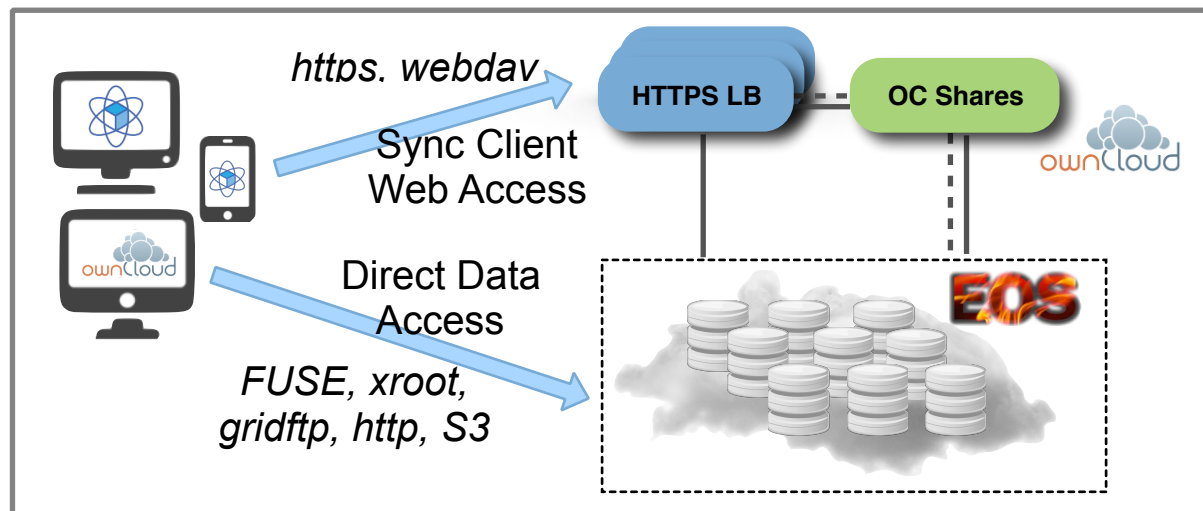 https, webdav
HTTPS LB
OC Shares
Sync Client
Web Access
ownCloud
ownCloud
Direct Data
Access
EOS
FUSE, xroot,
gridftp, http, S3